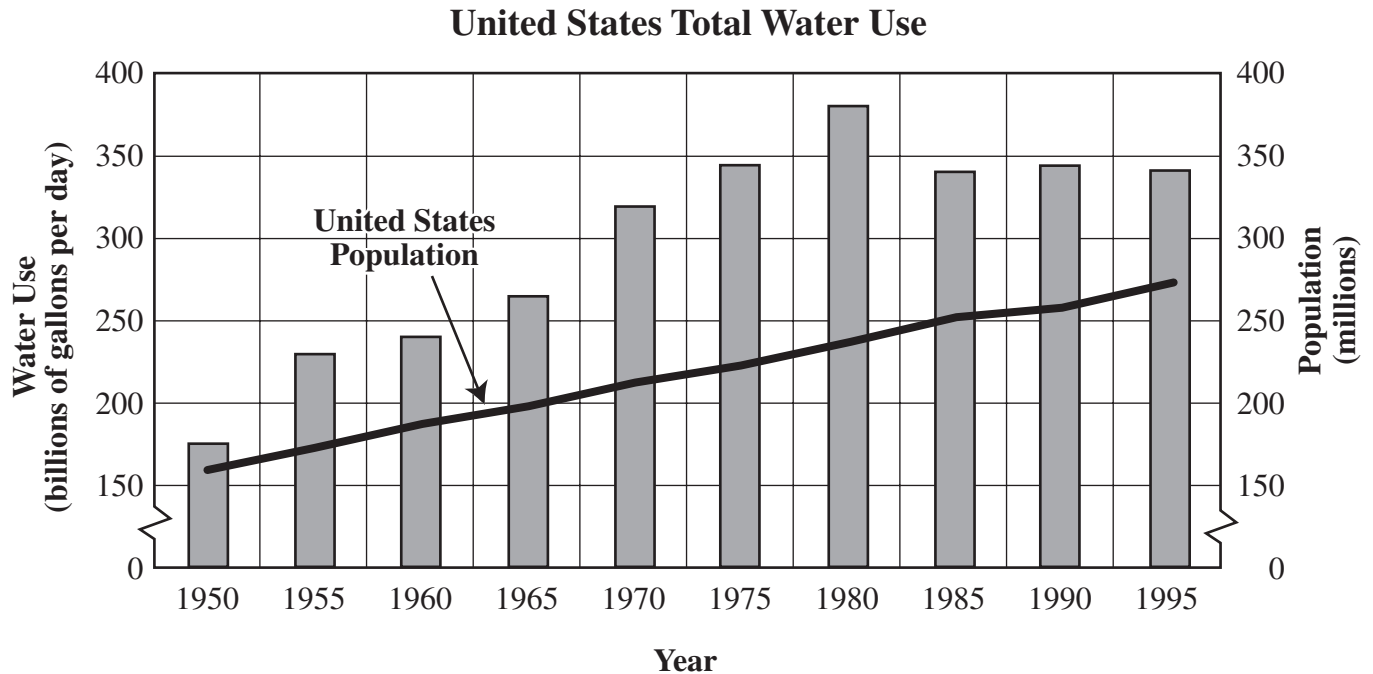 United States Total Water Use
400
350
300
250
200
150
0
Water Use
(billions of gallons per day)
United States
Population
400
350
300
250
200
150
0
Population
(millions)
1950 1955 1960 1965 1970 1975 1980 1985 1990 1995
Year